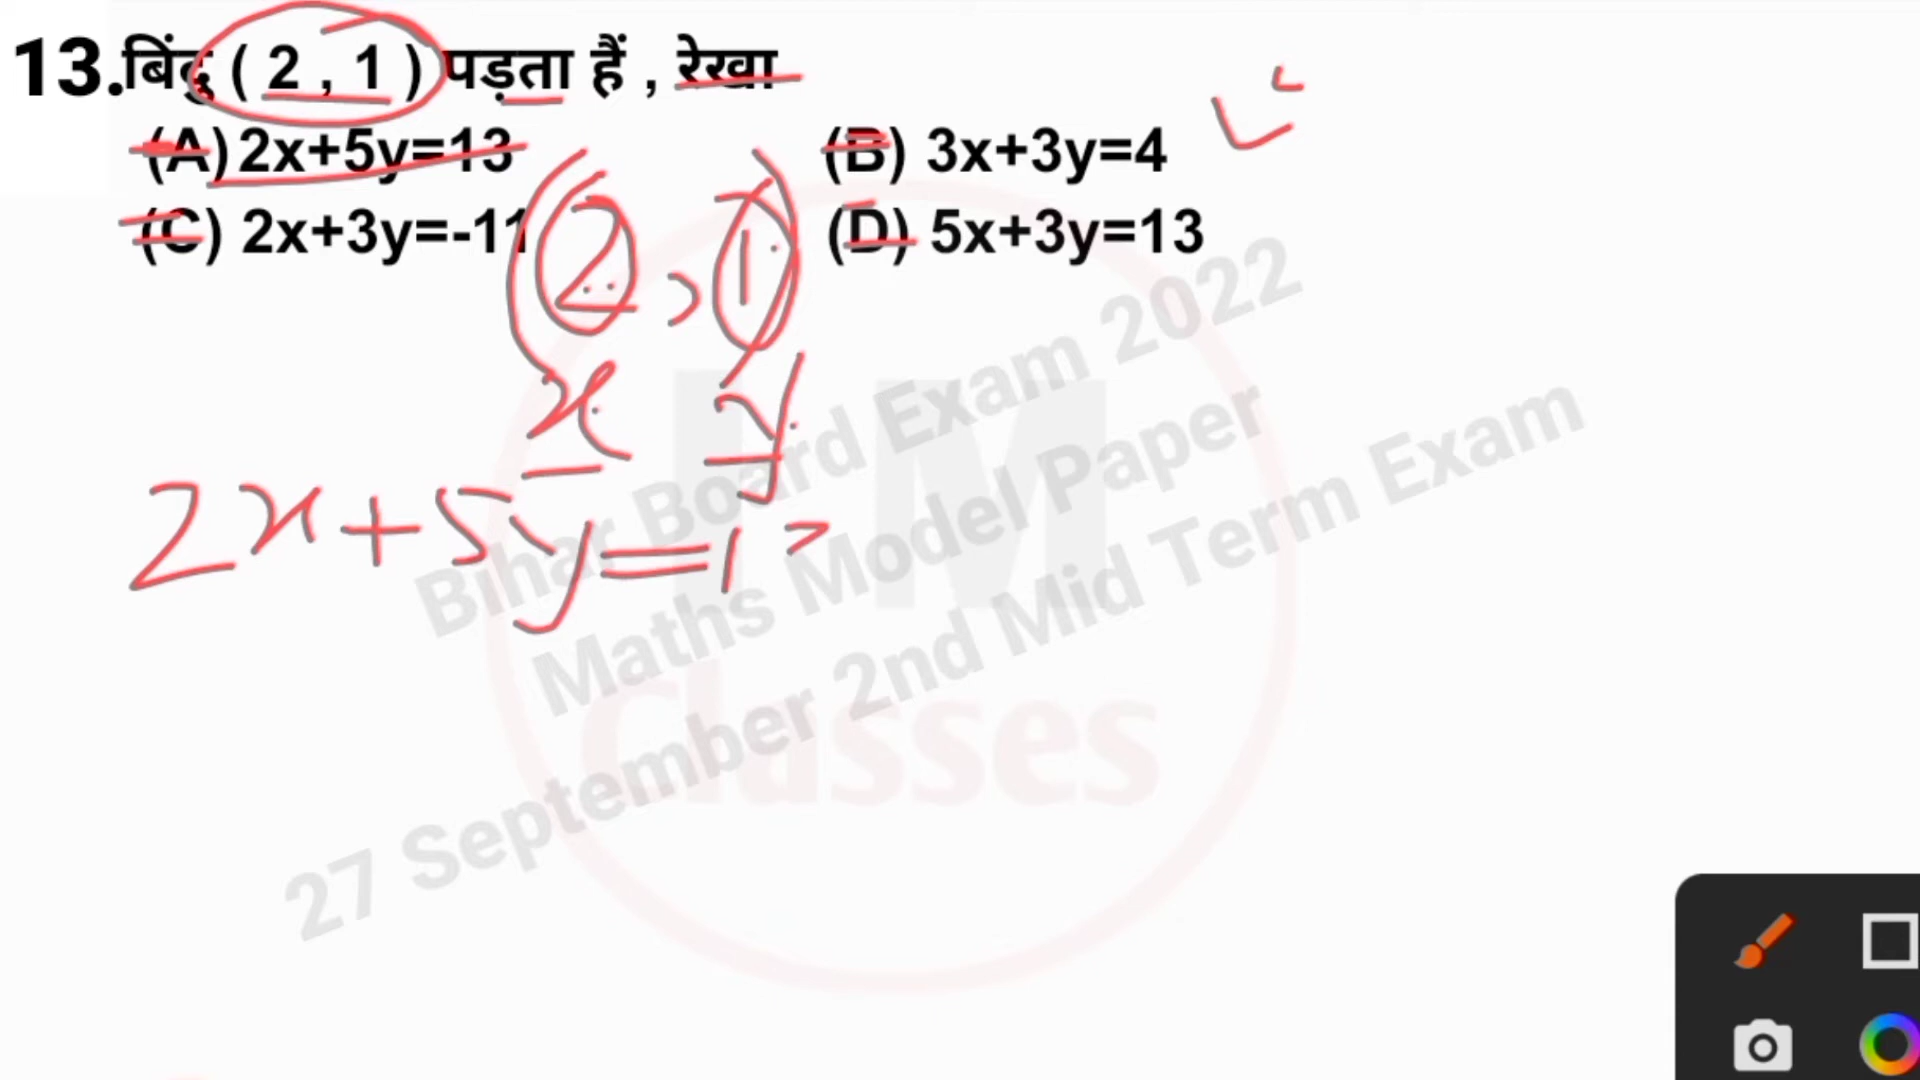 13.बिंदु ( 2 , 1 ) पड़ता हैं , रेखा
(A) 2x+5y=13 (B) 3x+3y=4
(C) 2x+3y=-11 (D) 5x+3y=13
(2, 1)
x y
2x+5y=13
Bihar Board Exam 2022
Maths Model Paper
27 September 2nd Mid Term Exam
Classes